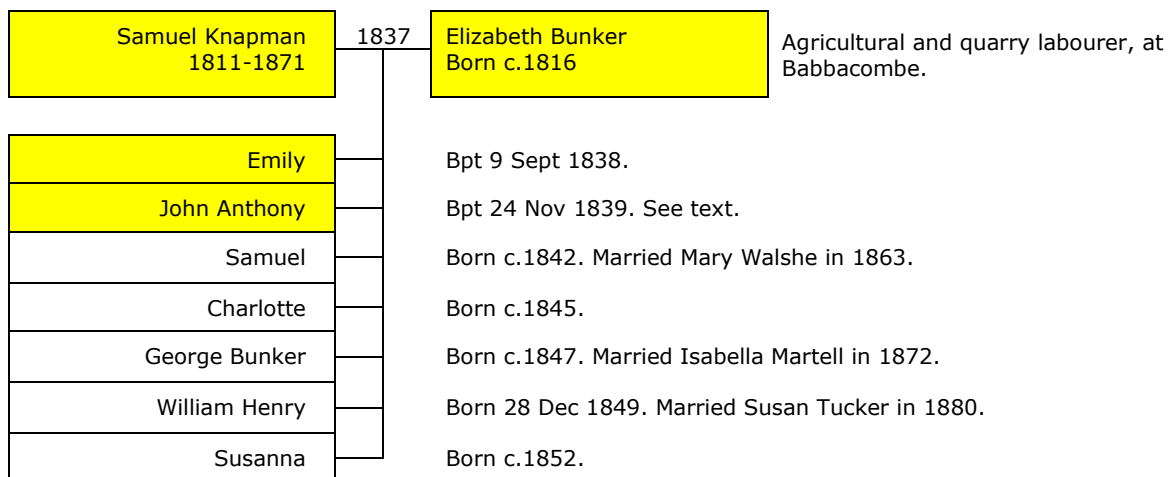 Samuel Knapman
1811-1871
1837
Elizabeth Bunker
Born c.1816
Agricultural and quarry labourer, at
Babbacombe.
Emily
Bpt 9 Sept 1838.
John Anthony
Bpt 24 Nov 1839. See text.
Samuel
Born c.1842. Married Mary Walshe in 1863.
Charlotte
Born c.1845.
George Bunker
Born c.1847. Married Isabella Martell in 1872.
William Henry
Born 28 Dec 1849. Married Susan Tucker in 1880.
Susanna
Born c.1852.